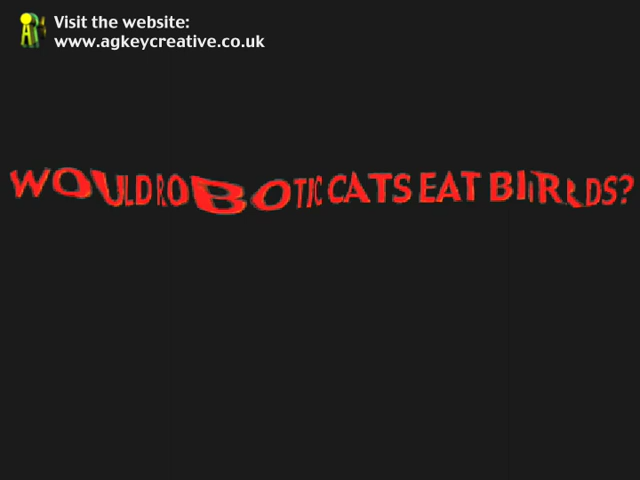 Visit the website:
www.agkeycreative.co.uk
WOULD ROBOTIC CATS EAT BIRDS?